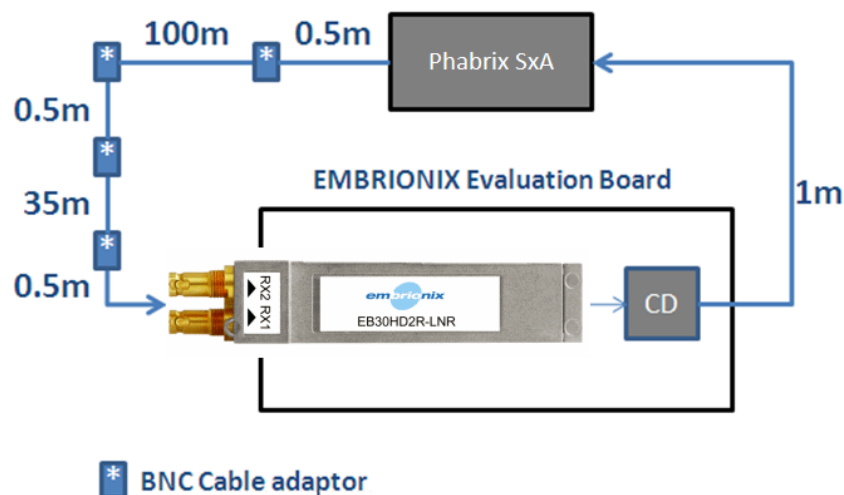 100m
0.5m
Phabrix SxA
*
*
0.5m
*
35m
*
0.5m
EMBRIONIX Evaluation Board
1m
RX2 RX1
embrionix
EB30HD2R-LNR
CD
* BNC Cable adaptor